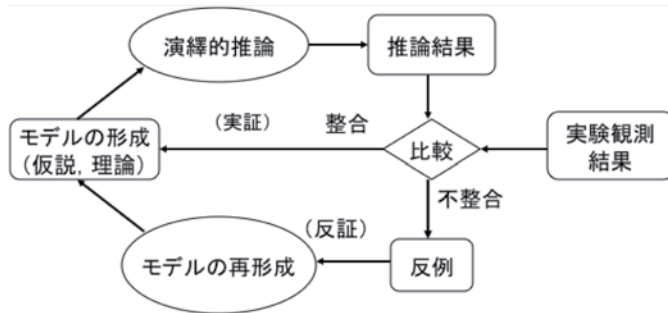 演繹的推論
推論結果
(実証)
整合
モデルの形成
(仮説, 理論)
比較
実験観測
結果
不整合
(反証)
モデルの再形成
反例